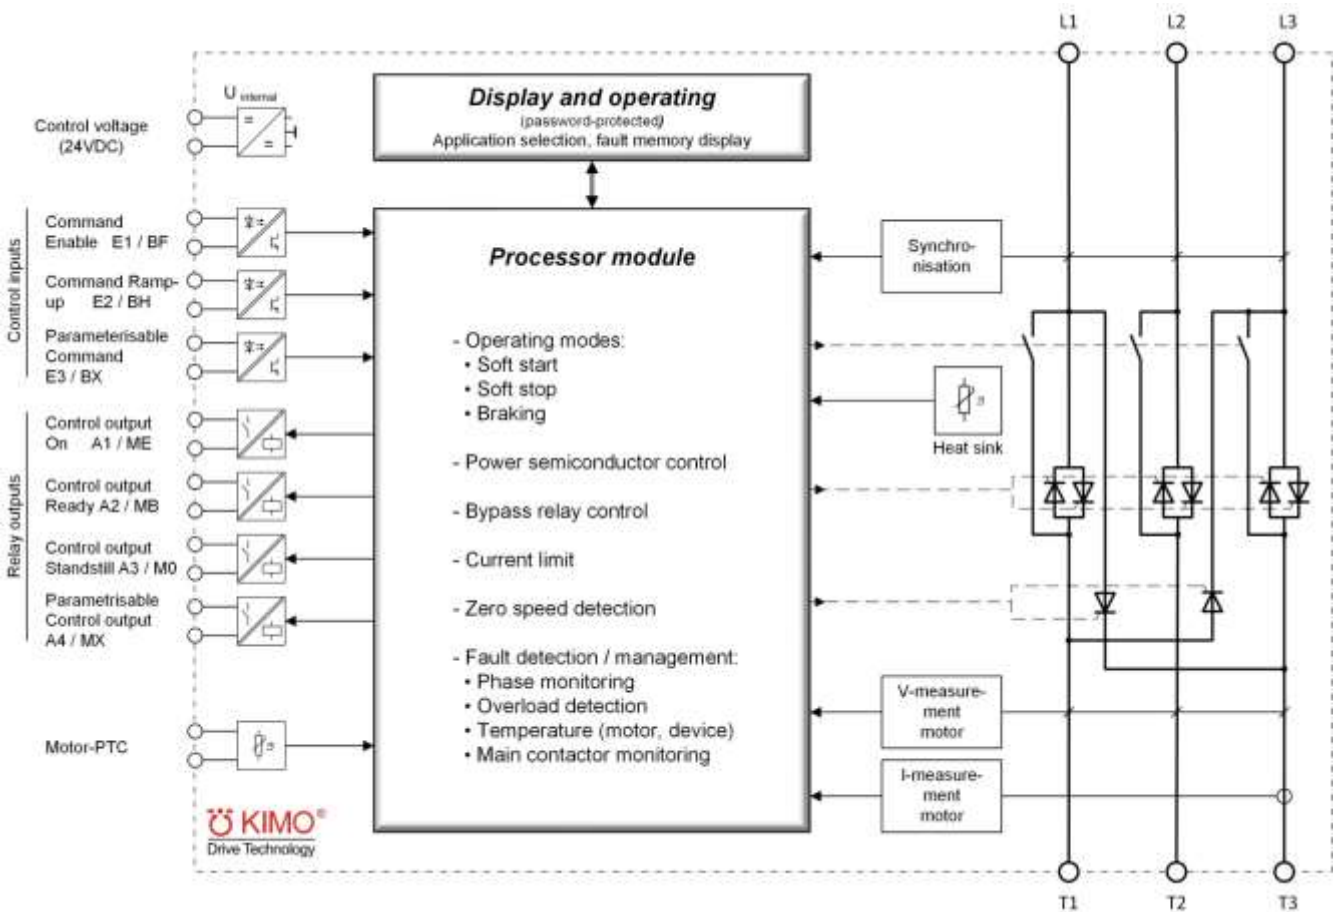 L1
L2
L3
U internal
Control voltage
(24VDC)
Display and operating
(password-protected)
Application selection, fault memory display
Control inputs
Command
Enable E1 / BF
Command Ramp-
up E2 / BH
Parameterisable
Command
E3 / BX
Relay outputs
Control output
On A1 / ME
Control output
Ready A2 / MB
Control output
Standstill A3 / M0
Parametrisable
Control output
A4 / MX
Motor-PTC
Processor module
- Operating modes:
• Soft start
• Soft stop
• Braking
- Power semiconductor control
- Bypass relay control
- Current limit
- Zero speed detection
- Fault detection / management:
• Phase monitoring
• Overload detection
• Temperature (motor, device)
• Main contactor monitoring
Synchro-
nisation
Heat sink
V-measure-
ment
motor
I-measure-
ment
motor
KIMO®
Drive Technology
T1
T2
T3